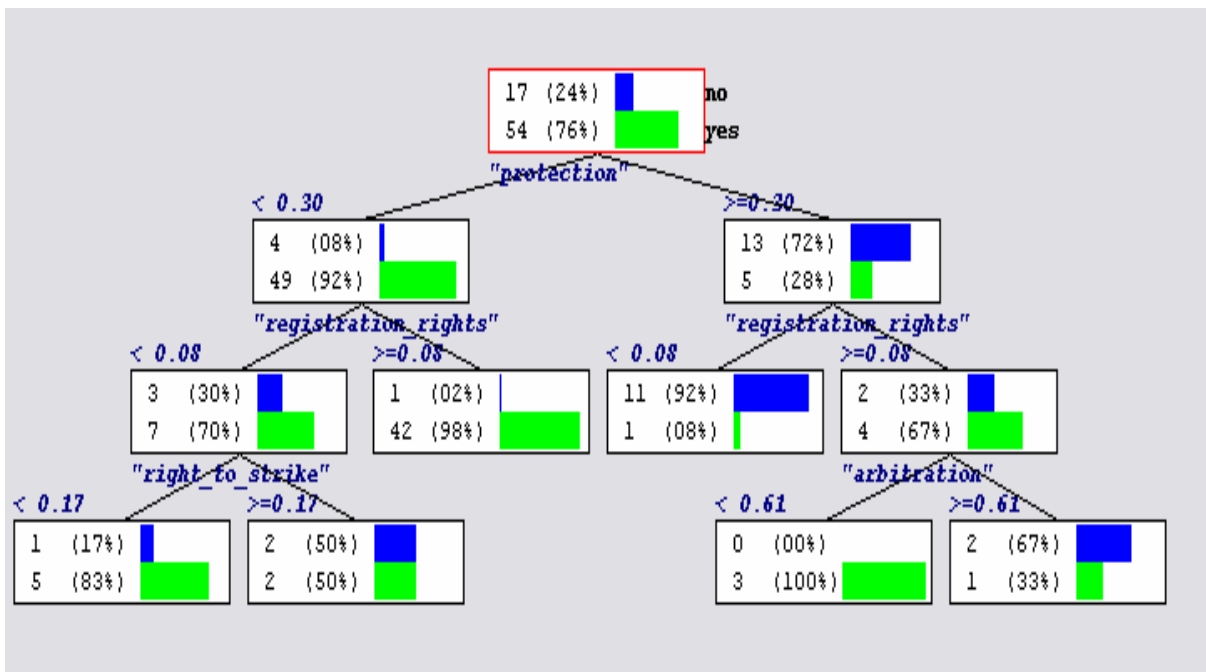 17 (24%) no
54 (76%) yes
"protection"
< 0.30 >=0.30
4 (08%) 13 (72%)
49 (92%) 5 (28%)
"registration_rights" "registration_rights"
< 0.08 >=0.08 < 0.08 >=0.08
3 (30%) 1 (02%) 11 (92%) 2 (33%)
7 (70%) 42 (98%) 1 (08%) 4 (67%)
"right_to_strike" "arbitration"
< 0.17 >=0.17 < 0.61 >=0.61
1 (17%) 2 (50%) 0 (00%) 2 (67%)
5 (83%) 2 (50%) 3 (100%) 1 (33%)